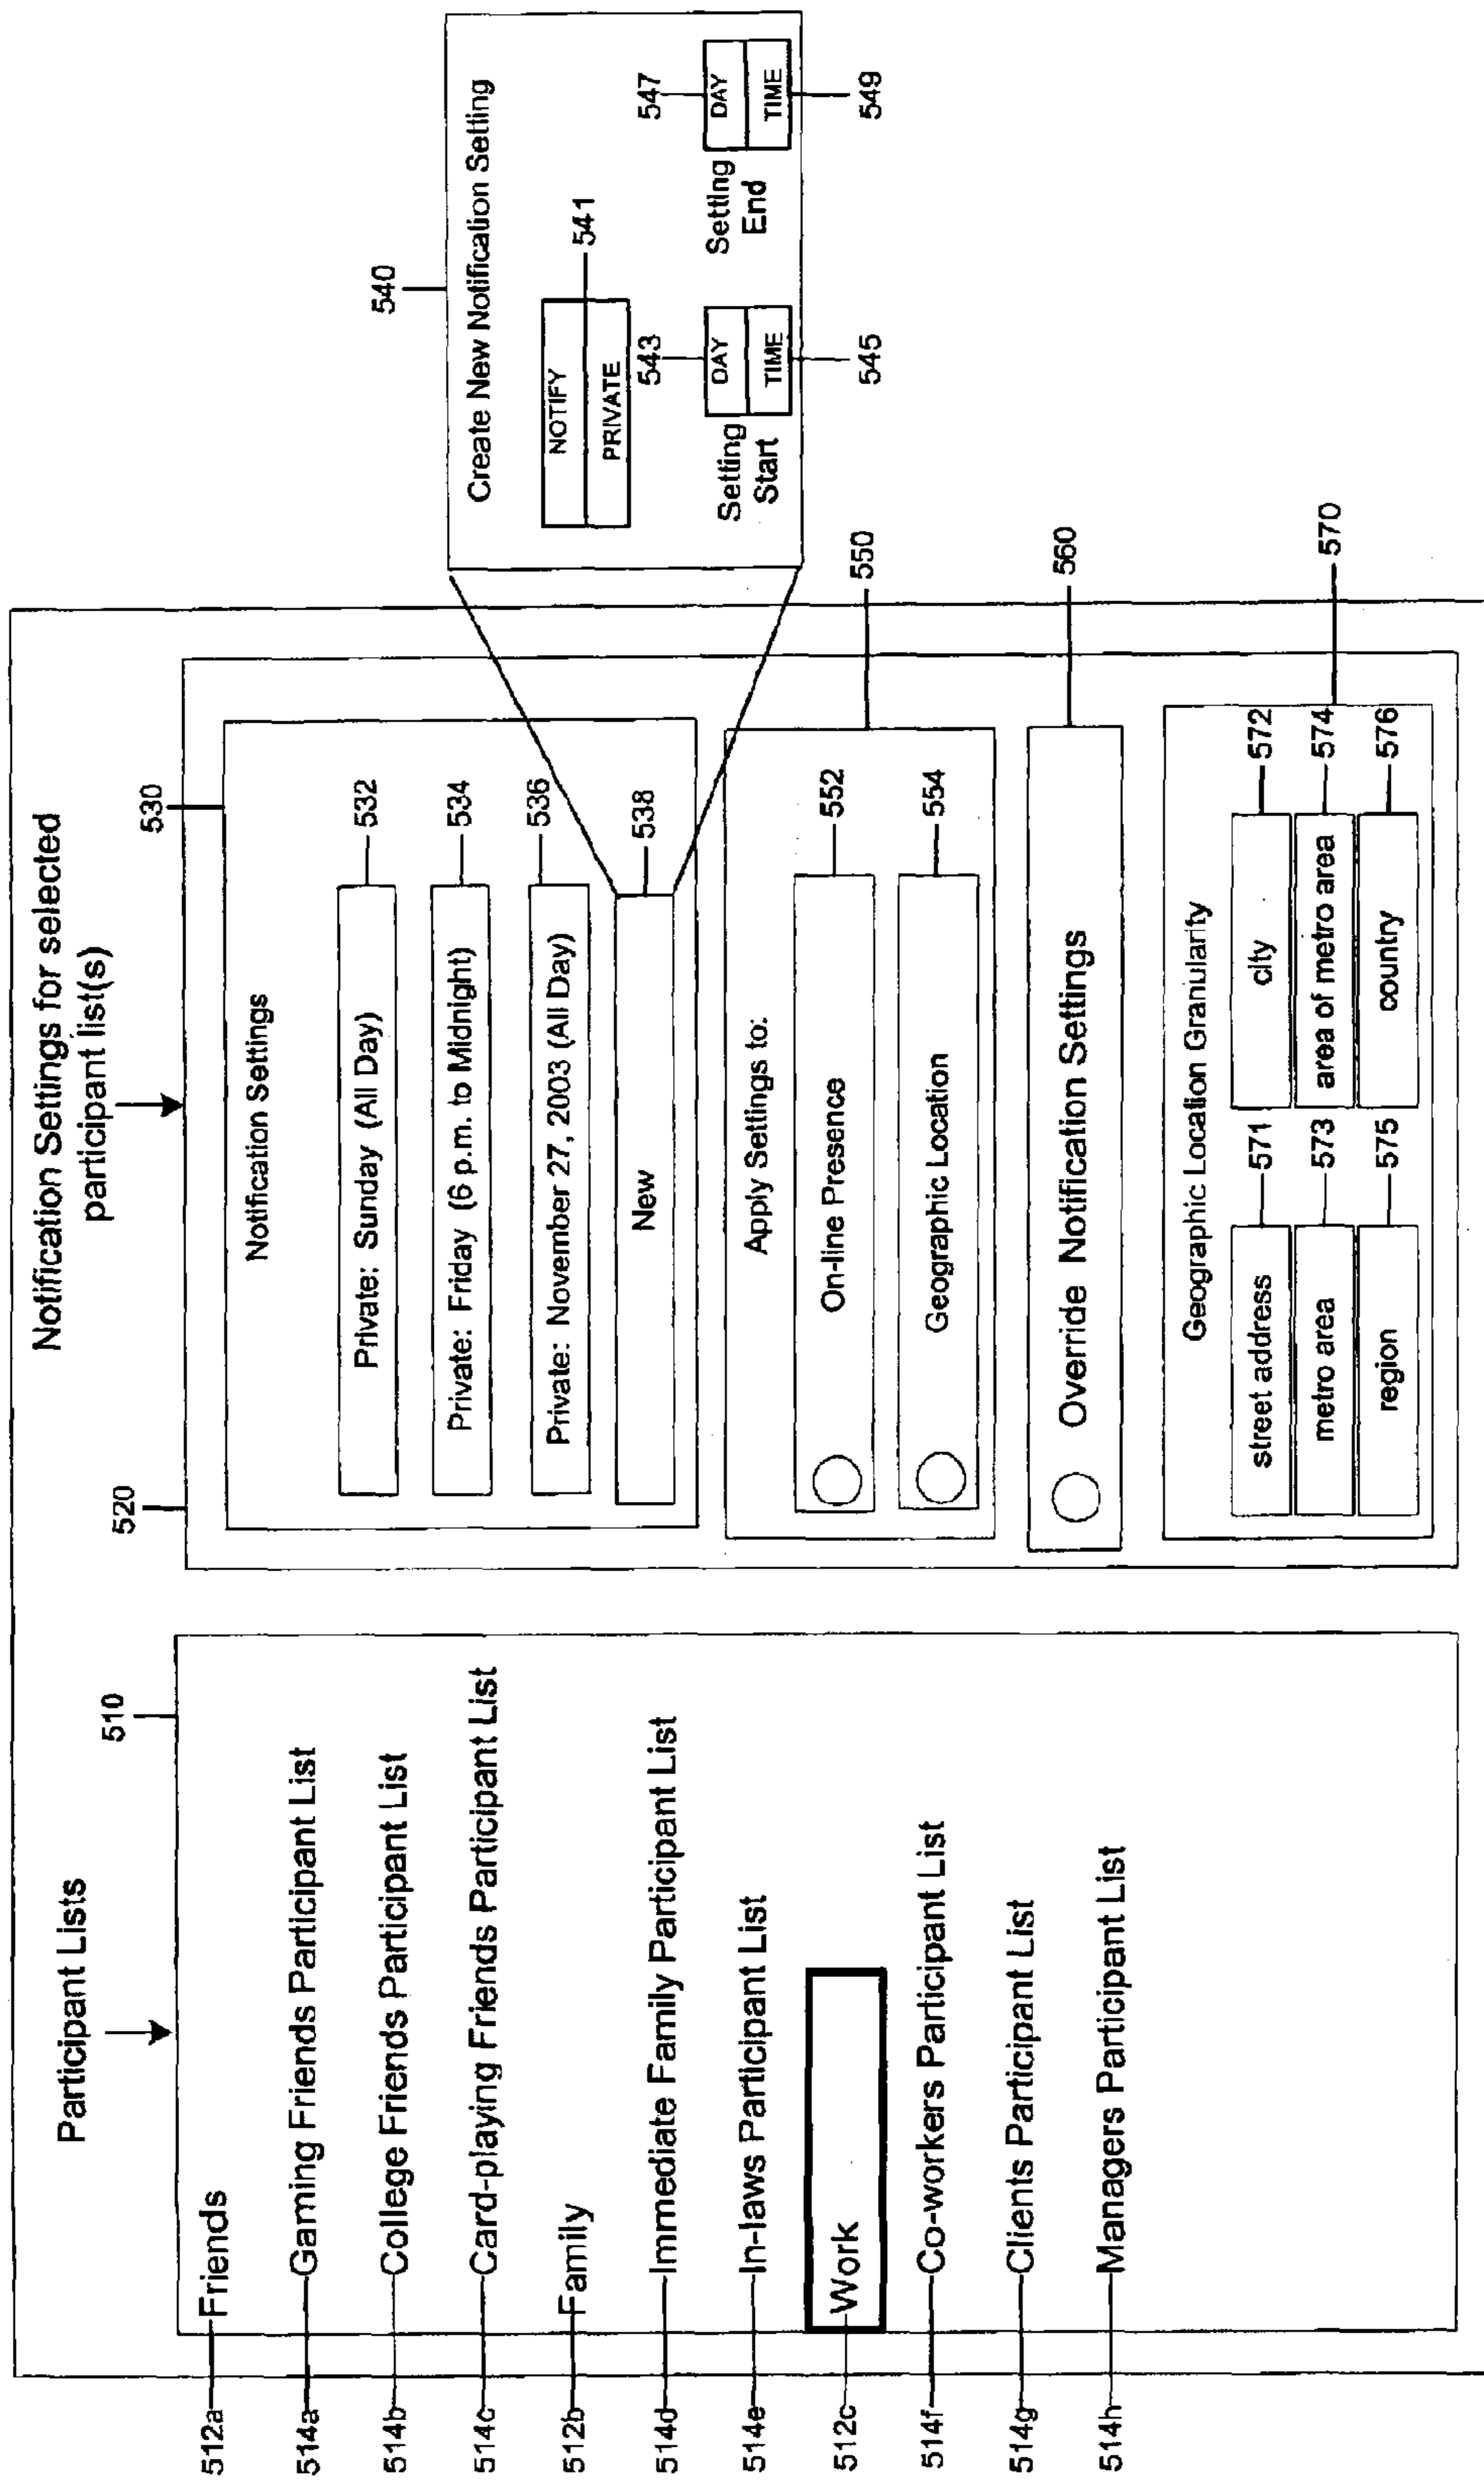 Participant Lists
510
512a
Friends
514a
Gaming Friends Participant List
514b
College Friends Participant List
514c
Card-playing Friends Participant List
512b
Family
514d
Immediate Family Participant List
514e
In-laws Participant List
512c
Work
514f
Co-workers Participant List
514g
Clients Participant List
514h
Managers Participant List
Notification Settings for selected
participant list(s)
520
530
Notification Settings
Private: Sunday (All Day)
532
Private: Friday (6 p.m. to Midnight)
534
Private: November 27, 2003 (All Day)
536
New
538
Apply Settings to:
550
On-line Presence
552
Geographic Location
554
Override Notification Settings
560
Geographic Location Granularity
570
street address
571
city
572
metro area
573
area of metro area
574
region
575
country
576
540
Create New Notification Setting
NOTIFY
PRIVATE
541
543
547
Setting
Start
DAY
TIME
Setting
End
DAY
TIME
545
549